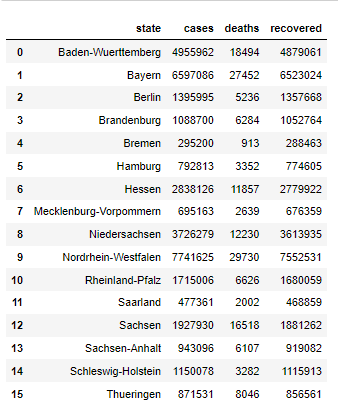 state cases deaths recovered
0 Baden-Wuerttemberg 4955962 18494 4879061
1 Bayern 6597086 27452 6523024
2 Berlin 1395995 5236 1357668
3 Brandenburg 1088700 6284 1052764
4 Bremen 295200 913 288463
5 Hamburg 792813 3352 774605
6 Hessen 2838126 11857 2779922
7 Mecklenburg-Vorpommern 695163 2639 676359
8 Niedersachsen 3726279 12230 3613935
9 Nordrhein-Westfalen 7741625 29730 7552531
10 Rheinland-Pfalz 1715006 6626 1680059
11 Saarland 477361 2002 468859
12 Sachsen 1927930 16518 1881262
13 Sachsen-Anhalt 943096 6107 919082
14 Schleswig-Holstein 1150078 3282 1115913
15 Thueringen 871531 8046 856561